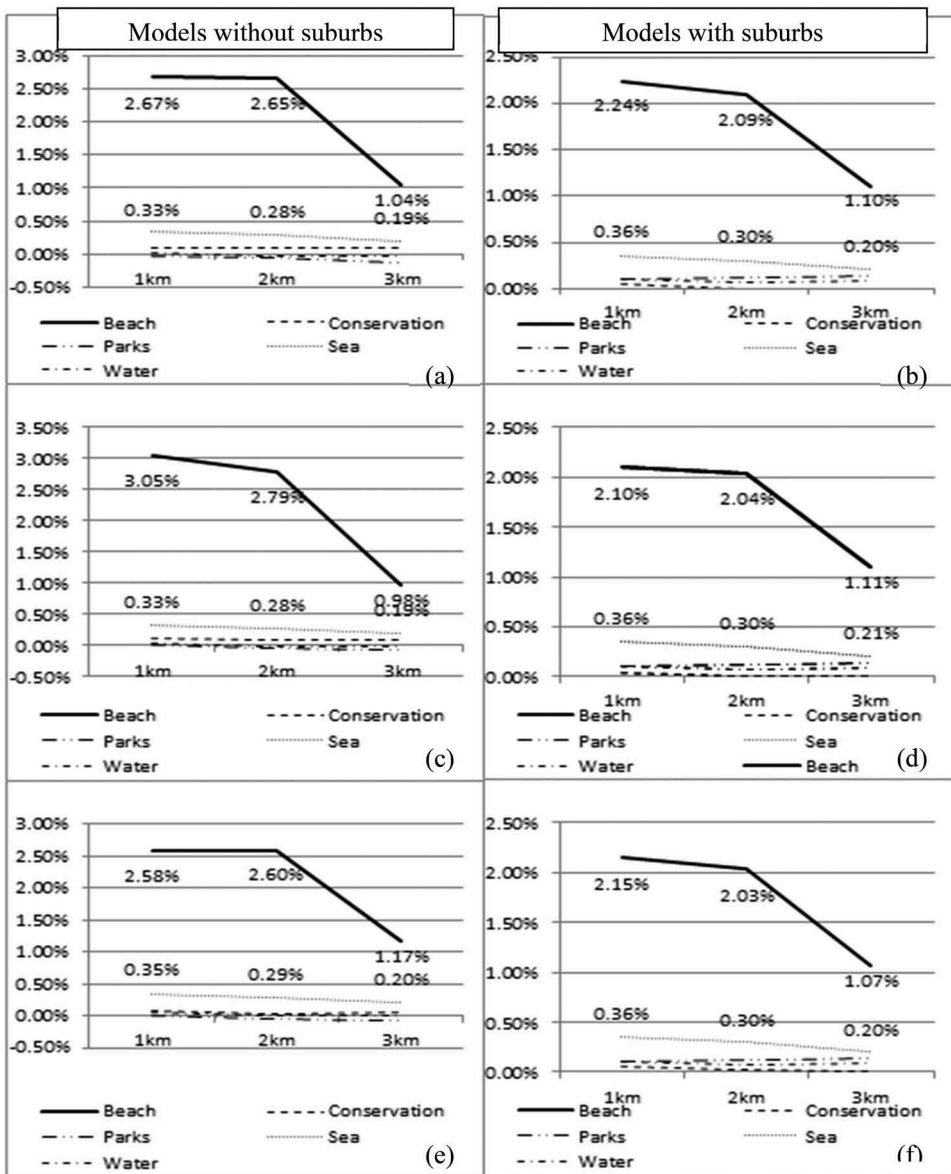 Models without suburbs
3.00%
2.50%
2.00%
1.50%
1.00%
0.50%
0.00%
-0.50%
2.67%
2.65%
1.04%
0.33%
0.28%
0.19%
1km
2km
3km
Beach
Conservation
Parks
Sea
Water
(a)
Models with suburbs
2.50%
2.00%
1.50%
1.00%
0.50%
0.00%
2.24%
2.09%
1.10%
0.36%
0.30%
0.20%
1km
2km
3km
Beach
Conservation
Parks
Sea
Water
(b)
3.50%
3.00%
2.50%
2.00%
1.50%
1.00%
0.50%
0.00%
-0.50%
3.05%
2.79%
0.98%
0.33%
0.28%
0.19%
1km
2km
3km
Beach
Conservation
Parks
Sea
Water
(c)
2.50%
2.00%
1.50%
1.00%
0.50%
0.00%
2.10%
2.04%
1.11%
0.36%
0.30%
0.21%
1km
2km
3km
Beach
Conservation
Parks
Sea
Water
Beach
(d)
3.00%
2.50%
2.00%
1.50%
1.00%
0.50%
0.00%
-0.50%
2.58%
2.60%
1.17%
0.35%
0.29%
0.20%
1km
2km
3km
Beach
Conservation
Parks
Sea
Water
(e)
2.50%
2.00%
1.50%
1.00%
0.50%
0.00%
2.15%
2.03%
1.07%
0.36%
0.30%
0.20%
1km
2km
3km
Beach
Conservation
Parks
Sea
Water
(f)